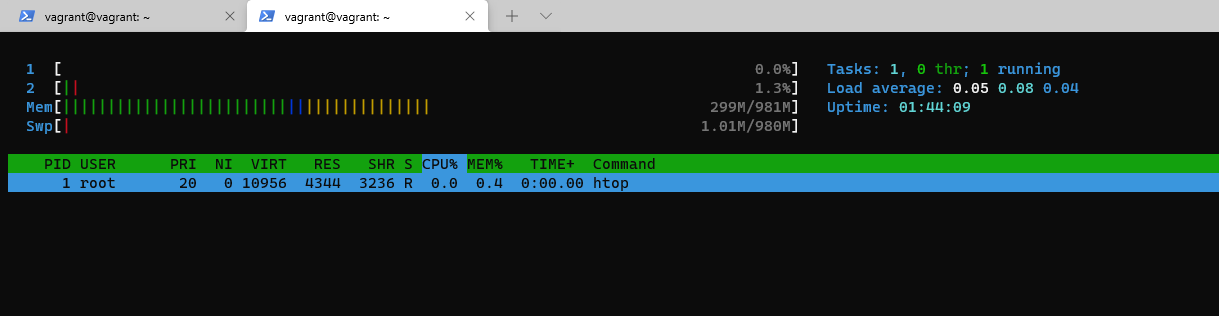 vagrant@vagrant: ~ vagrant@vagrant: ~
1 [ 0.0%] Tasks: 1, 0 thr; 1 running
2 [|| 1.3%] Load average: 0.05 0.08 0.04
Mem[||||||||||||||||||||||||||||||||||||||||| 299M/981M] Uptime: 01:44:09
Swp[| 1.01M/980M]
PID USER PRI NI VIRT RES SHR S CPU% MEM% TIME+ Command
1 root 20 0 10956 4344 3236 R 0.0 0.4 0:00.00 htop